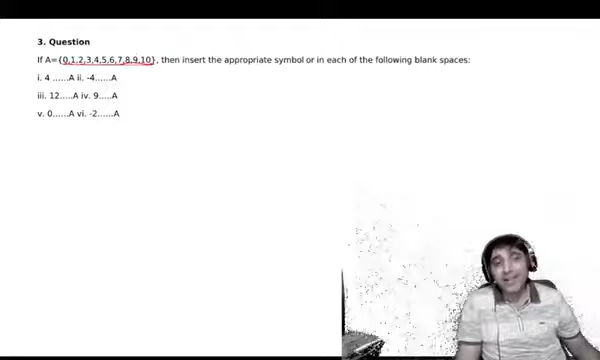 3. Question
If A={0,1,2,3,4,5,6,7,8,9,10}, then insert the appropriate symbol or in each of the following blank spaces:
i. 4 ......A ii. -4......A
iii. 12.....A iv. 9.....A
v. 0......A vi. -2......A